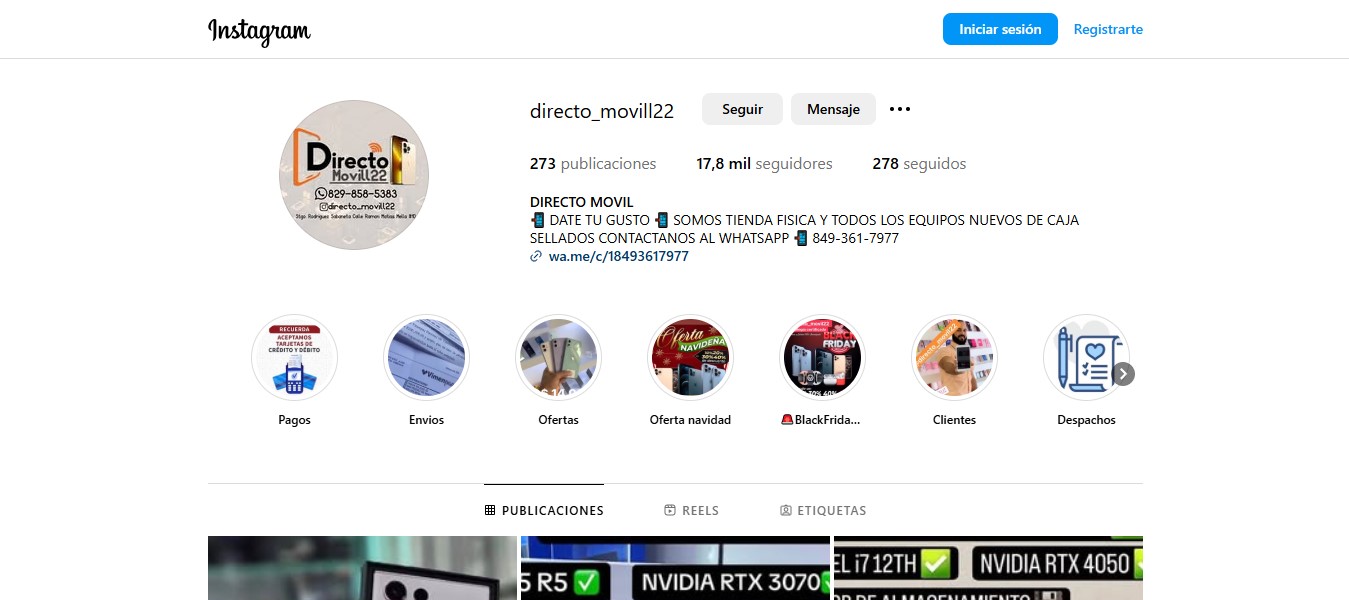 Instagram
Iniciar sesión
Registrarte
directo_movill22
Seguir
Mensaje
273 publicaciones
17,8 mil seguidores
278 seguidos
DIRECTO MOVIL
📲 DATE TU GUSTO 📲 SOMOS TIENDA FISICA Y TODOS LOS EQUIPOS NUEVOS DE CAJA
SELLADOS CONTACTANOS AL WHATSAPP 📲 849-361-7977
wa.me/c/18493617977
Directo
Movill22
829-858-5383
directo_movill22
Stgo. Rodrigues Sabaneta Calle Ramon Matias Mella #10
RECUERDA
ACEPTAMOS
TARJETAS DE
CRÉDITO Y DÉBITO
Oferta
NAVIDEÑA
BLACK
FRIDAY
Pagos
Envios
Ofertas
Oferta navidad
🚨BlackFrida...
Clientes
Despachos
PUBLICACIONES
REELS
ETIQUETAS
5 R5 ✅
NVIDIA RTX 3070
EL i7 12TH ✅
NVIDIA RTX 4050
DE ALMACENAMIENTO